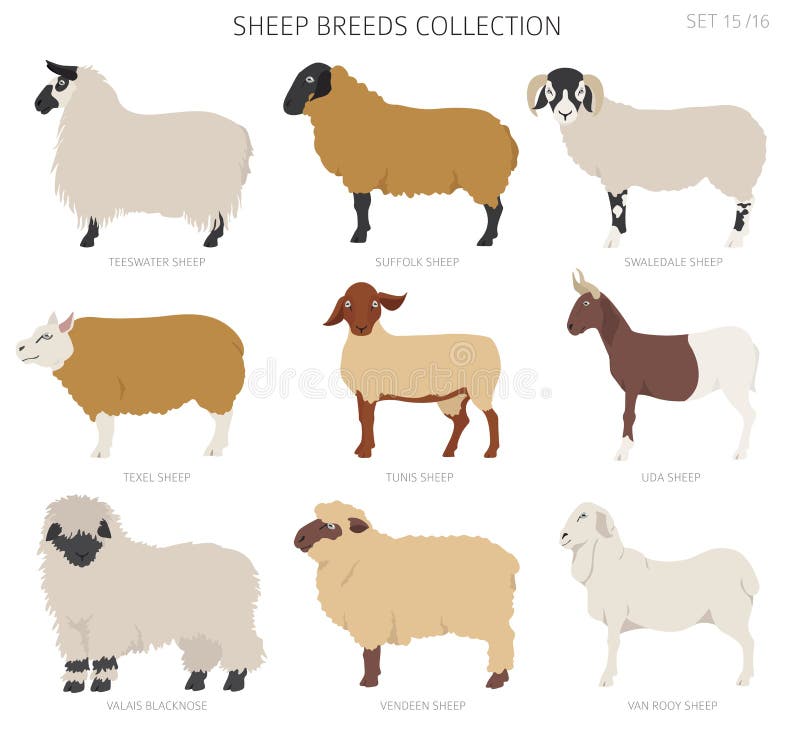 SHEEP BREEDS COLLECTION
SET 15 /16
TEESWATER SHEEP
SUFFOLK SHEEP
SWALEDALE SHEEP
TEXEL SHEEP
TUNIS SHEEP
UDA SHEEP
dreamstime.
VALAIS BLACKNOSE
VENDEEN SHEEP
VAN ROOY SHEEP